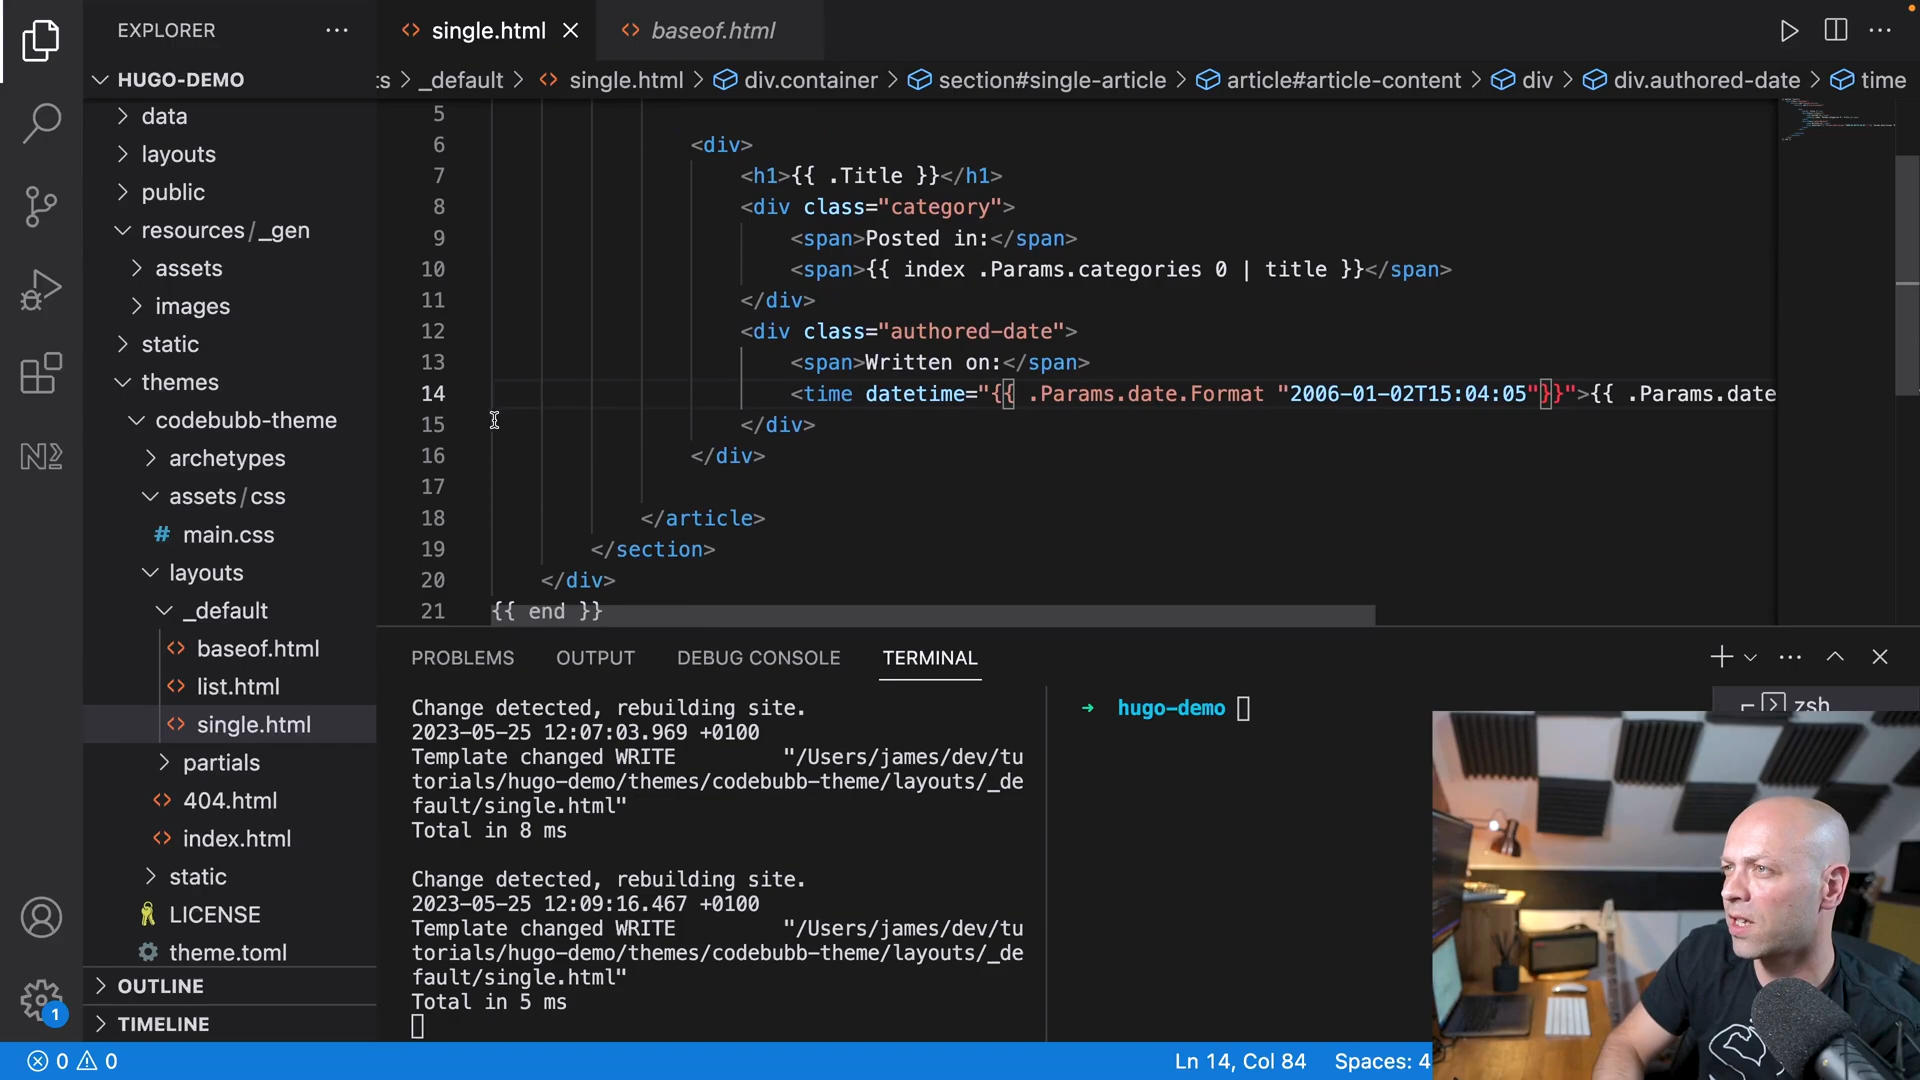 EXPLORER
HUGO-DEMO
data
layouts
public
resources/_gen
assets
images
static
themes
codebubb-theme
archetypes
assets/css
# main.css
layouts
_default
<> baseof.html
<> list.html
<> single.html
partials
<> 404.html
<> index.html
static
LICENSE
theme.toml
OUTLINE
TIMELINE
<> single.html
<> baseof.html
ts > _default > <> single.html > div.container > section#single-article > article#article-content > div > div.authored-date > time
5
6 <div>
7 <h1>{{ .Title }}</h1>
8 <div class="category">
9 <span>Posted in:</span>
10 <span>{{ index .Params.categories 0 | title }}</span>
11 </div>
12 <div class="authored-date">
13 <span>Written on:</span>
14 <time datetime="{{ .Params.date.Format "2006-01-02T15:04:05"}}">{{ .Params.date
15 </div>
16 </div>
17
18 </article>
19 </section>
20 </div>
21 {{ end }}
PROBLEMS OUTPUT DEBUG CONSOLE TERMINAL
Change detected, rebuilding site.
2023-05-25 12:07:03.969 +0100
Template changed WRITE "/Users/james/dev/tu
torials/hugo-demo/themes/codebubb-theme/layouts/_de
fault/single.html"
Total in 8 ms
Change detected, rebuilding site.
2023-05-25 12:09:16.467 +0100
Template changed WRITE "/Users/james/dev/tu
torials/hugo-demo/themes/codebubb-theme/layouts/_de
fault/single.html"
Total in 5 ms
→ hugo-demo
zsh
1
0 0
Ln 14, Col 84 Spaces: 4